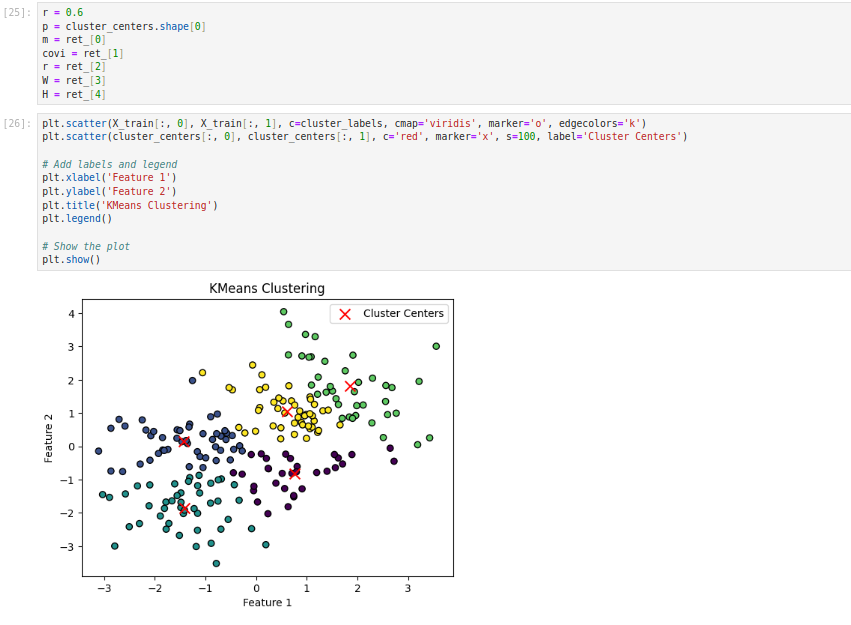 [25]: r = 0.6
p = cluster_centers.shape[0]
m = ret_[0]
covi = ret_[1]
r = ret_[2]
W = ret_[3]
H = ret_[4]
[26]: plt.scatter(X_train[:, 0], X_train[:, 1], c=cluster_labels, cmap='viridis', marker='o', edgecolors='k')
plt.scatter(cluster_centers[:, 0], cluster_centers[:, 1], c='red', marker='x', s=100, label='Cluster Centers')
# Add labels and legend
plt.xlabel('Feature 1')
plt.ylabel('Feature 2')
plt.title('KMeans Clustering')
plt.legend()
# Show the plot
plt.show()
KMeans Clustering
Cluster Centers
4
3
2
1
0
−1
−2
−3
Feature 2
−3 −2 −1 0 1 2 3
Feature 1